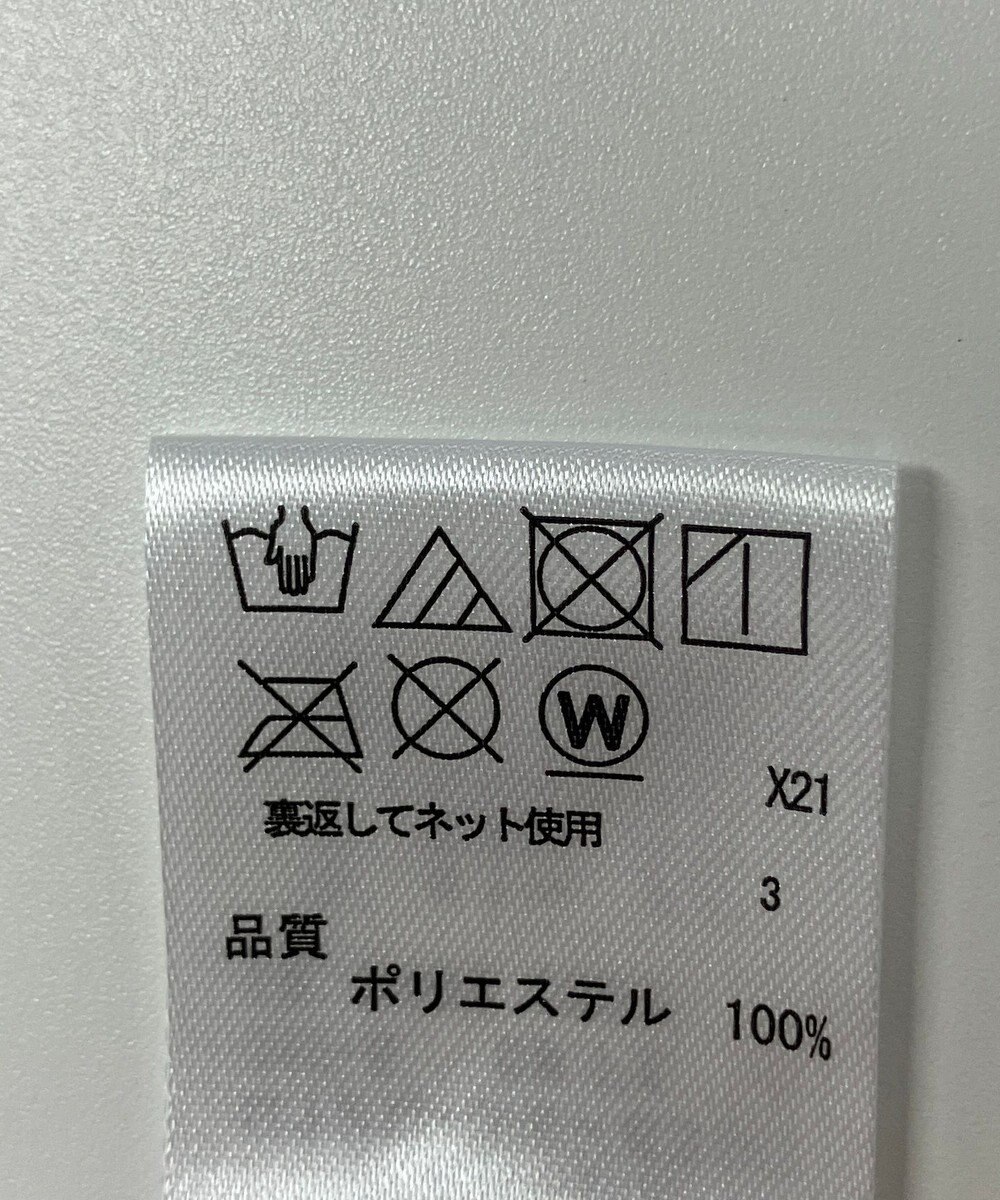 W
X21
裏返してネット使用
3
品質
ポリエステル 100%